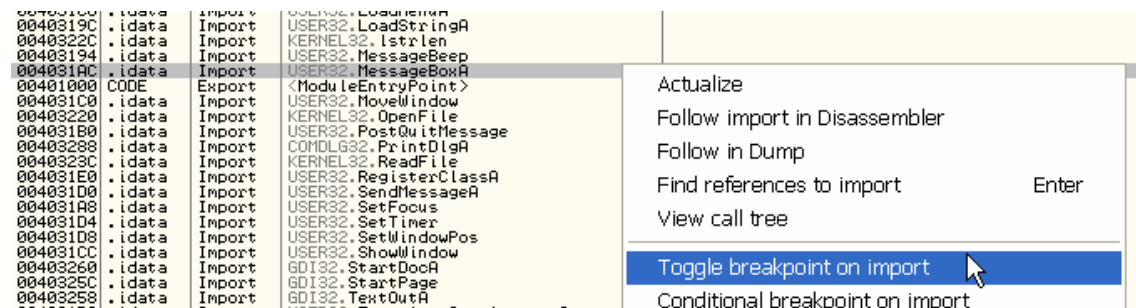 0040319C .idata Import USER32.LoadStringA
0040322C .idata Import KERNEL32.lstrlen
00403194 .idata Import USER32.MessageBeep
004031AC .idata Import USER32.MessageBoxA
00401000 CODE Export <ModuleEntryPoint>
004031C0 .idata Import USER32.MoveWindow
00403220 .idata Import KERNEL32.OpenFile
004031B0 .idata Import USER32.PostQuitMessage
00403288 .idata Import COMDLG32.PrintDlgA
0040323C .idata Import KERNEL32.ReadFile
004031E0 .idata Import USER32.RegisterClassA
004031D0 .idata Import USER32.SendMessageA
004031A8 .idata Import USER32.SetFocus
004031D4 .idata Import USER32.SetTimer
004031D8 .idata Import USER32.SetWindowPos
004031CC .idata Import USER32.ShowWindow
00403260 .idata Import GDI32.StartDocA
0040325C .idata Import GDI32.StartPage
00403258 .idata Import GDI32.TextOutA
Actualize
Follow import in Disassembler
Follow in Dump
Find references to import Enter
View call tree
Toggle breakpoint on import
Conditional breakpoint on import